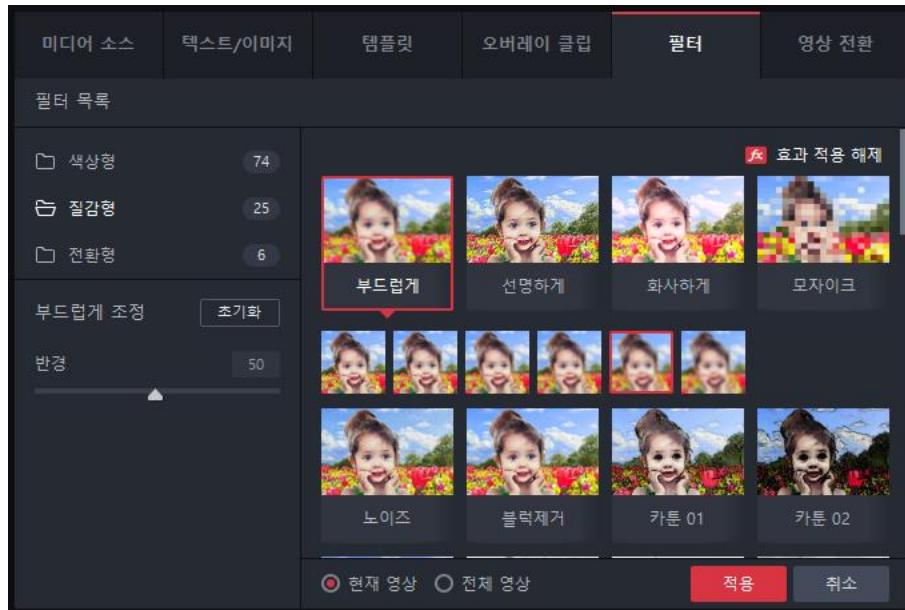 미디어 소스 텍스트/이미지 템플릿 오버레이 클립 필터 영상 전환
필터 목록
색상형 74
질감형 25
전환형 6
부드럽게 조정 초기화
반경 50
fx 효과 적용 해제
부드럽게 선명하게 화사하게 모자이크
노이즈 블럭제거 카툰 01 카툰 02
현재 영상 전체 영상 적용 취소